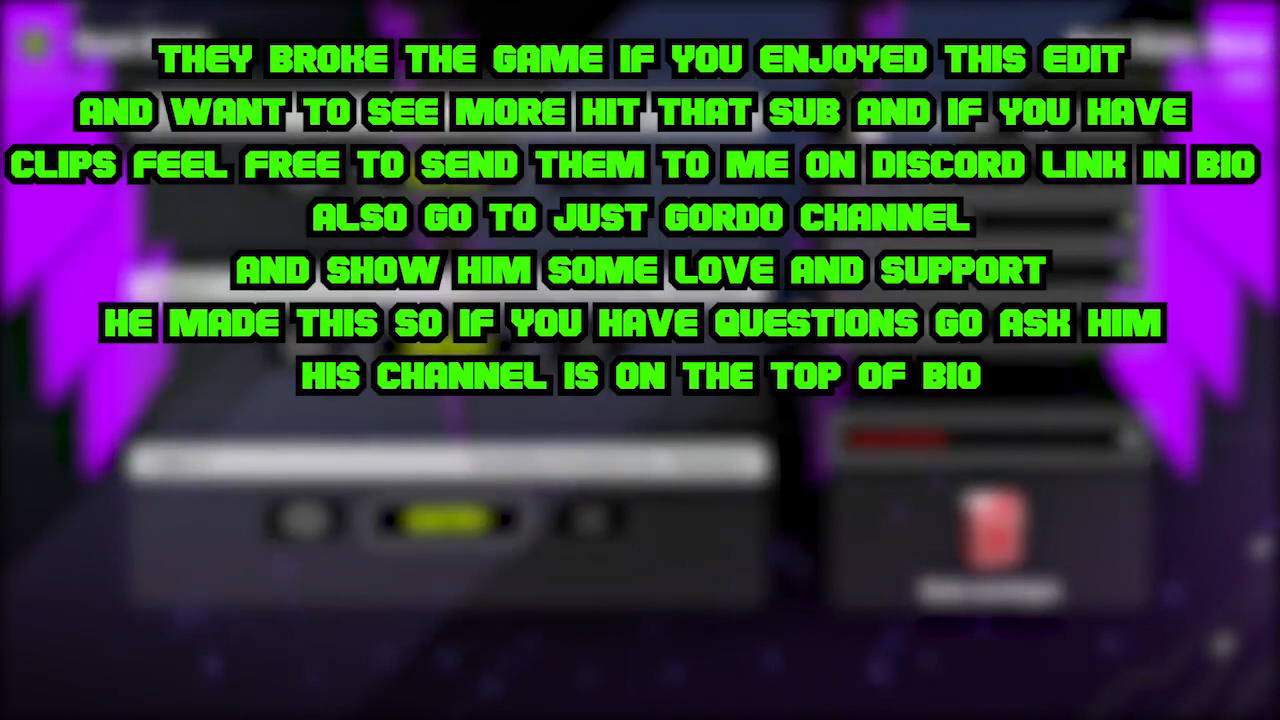 THEY BROKE THE GAME IF YOU ENJOYED THIS EDIT
AND WANT TO SEE MORE HIT THAT SUB AND IF YOU HAVE
CLIPS FEEL FREE TO SEND THEM TO ME ON DISCORD LINK IN BIO
ALSO GO TO JUST GORDO CHANNEL
AND SHOW HIM SOME LOVE AND SUPPORT
HE MADE THIS SO IF YOU HAVE QUESTIONS GO ASK HIM
HIS CHANNEL IS ON THE TOP OF BIO